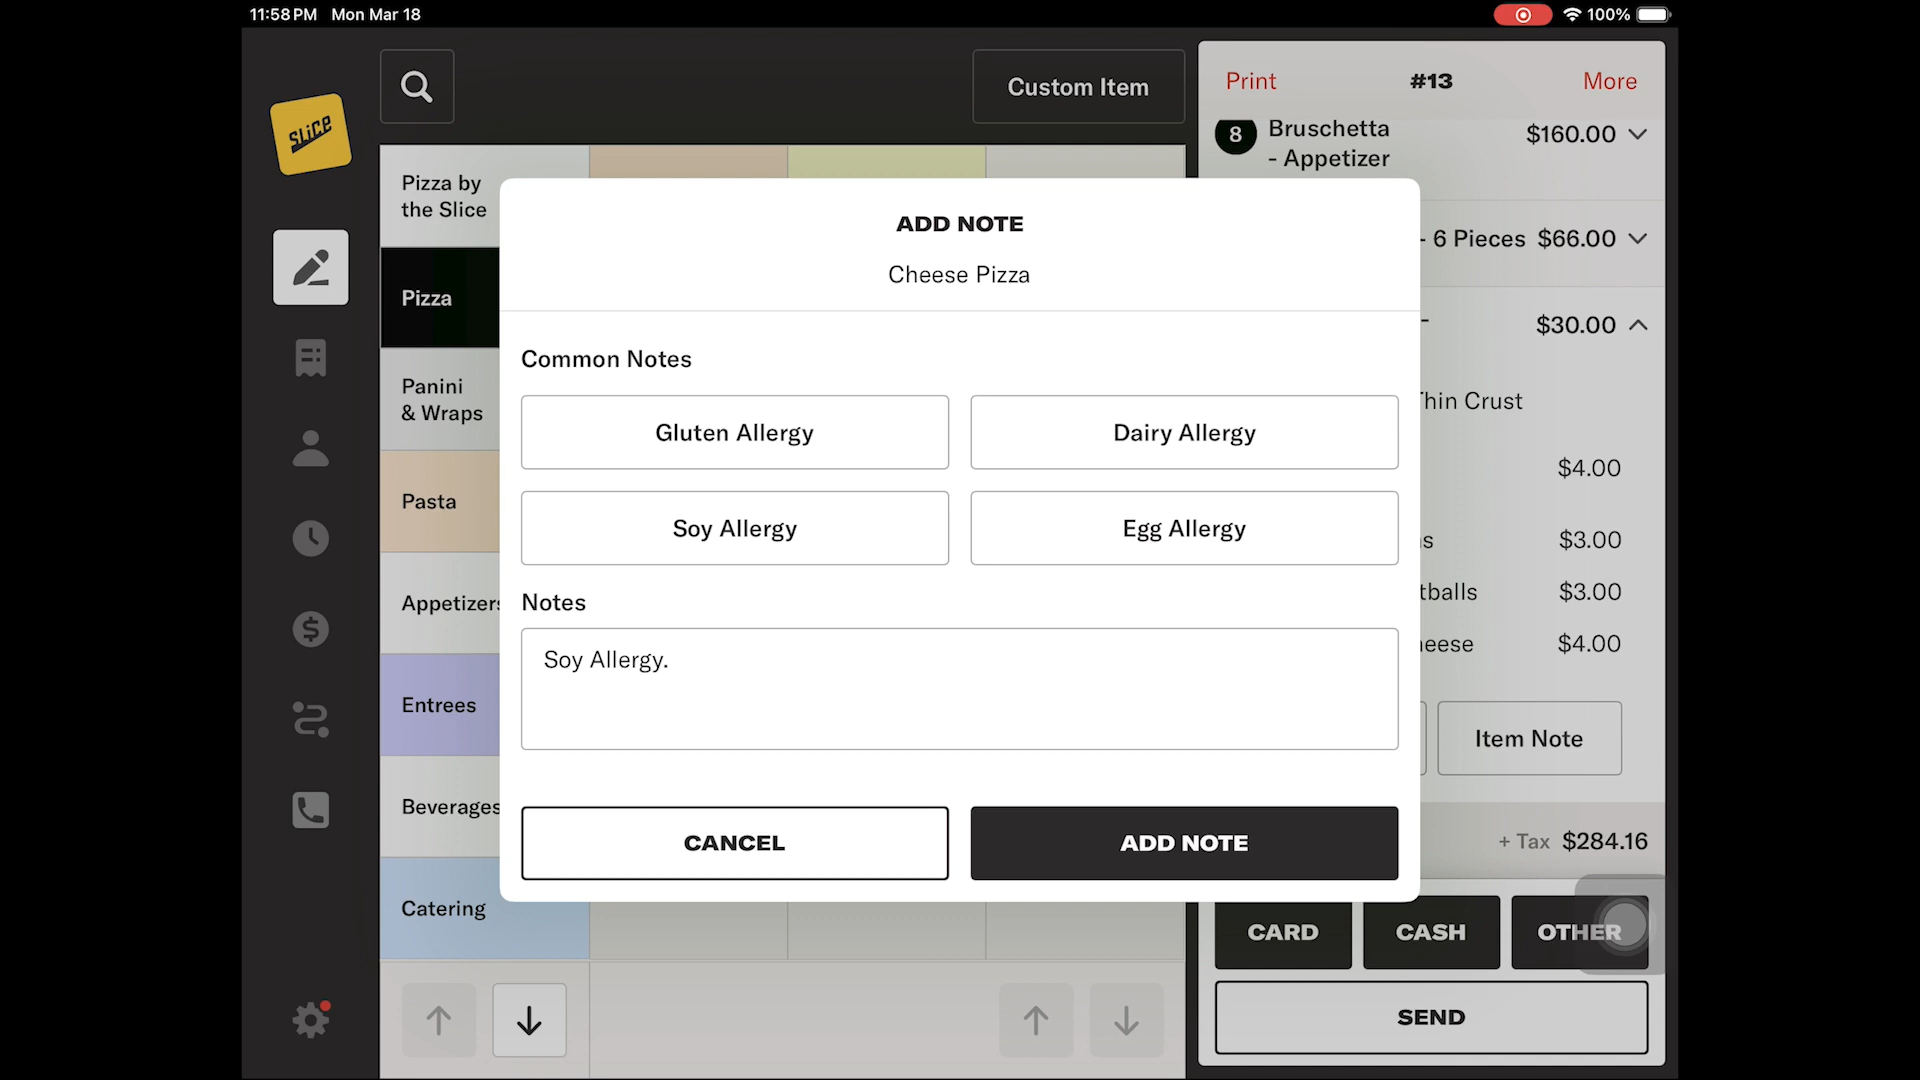 11:58 PM Mon Mar 18
100%
SLiCE
Custom Item
Print
#13
More
8
Bruschetta
- Appetizer
$160.00
Pizza by
the Slice
Pizza
Panini
& Wraps
Pasta
Appetizers
Entrees
Beverages
Catering
ADD NOTE
Cheese Pizza
Common Notes
Gluten Allergy
Dairy Allergy
Soy Allergy
Egg Allergy
Notes
Soy Allergy.
CANCEL
ADD NOTE
- 6 Pieces $66.00
$30.00
Crust
$4.00
$3.00
$3.00
$4.00
Item Note
+ Tax $284.16
CARD
CASH
OTHER
SEND